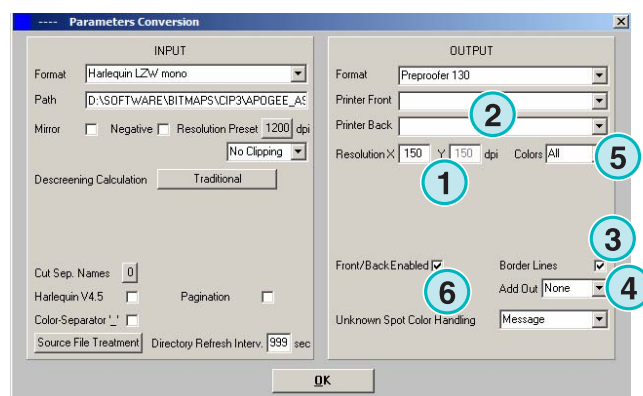 ---- Parameters Conversion
INPUT
Format Harlequin LZW mono
Path D:\SOFTWARE\BITMAPS\CIP3\APOGEE_AS
Mirror Negative Resolution Preset 1200 dpi
No Clipping
Descreening Calculation Traditional
Cut Sep. Names 0
Harlequin V4.5 Pagination
Color-Separator '_'
Source File Treatment Directory Refresh Interv. 999 sec
OUTPUT
Format Preproofer 130
Printer Front
2
Printer Back
Resolution X 150 Y 150 dpi Colors All 5
1
3
Front/Back Enabled Border Lines
6 Add Out None 4
Unknown Spot Color Handling Message
OK